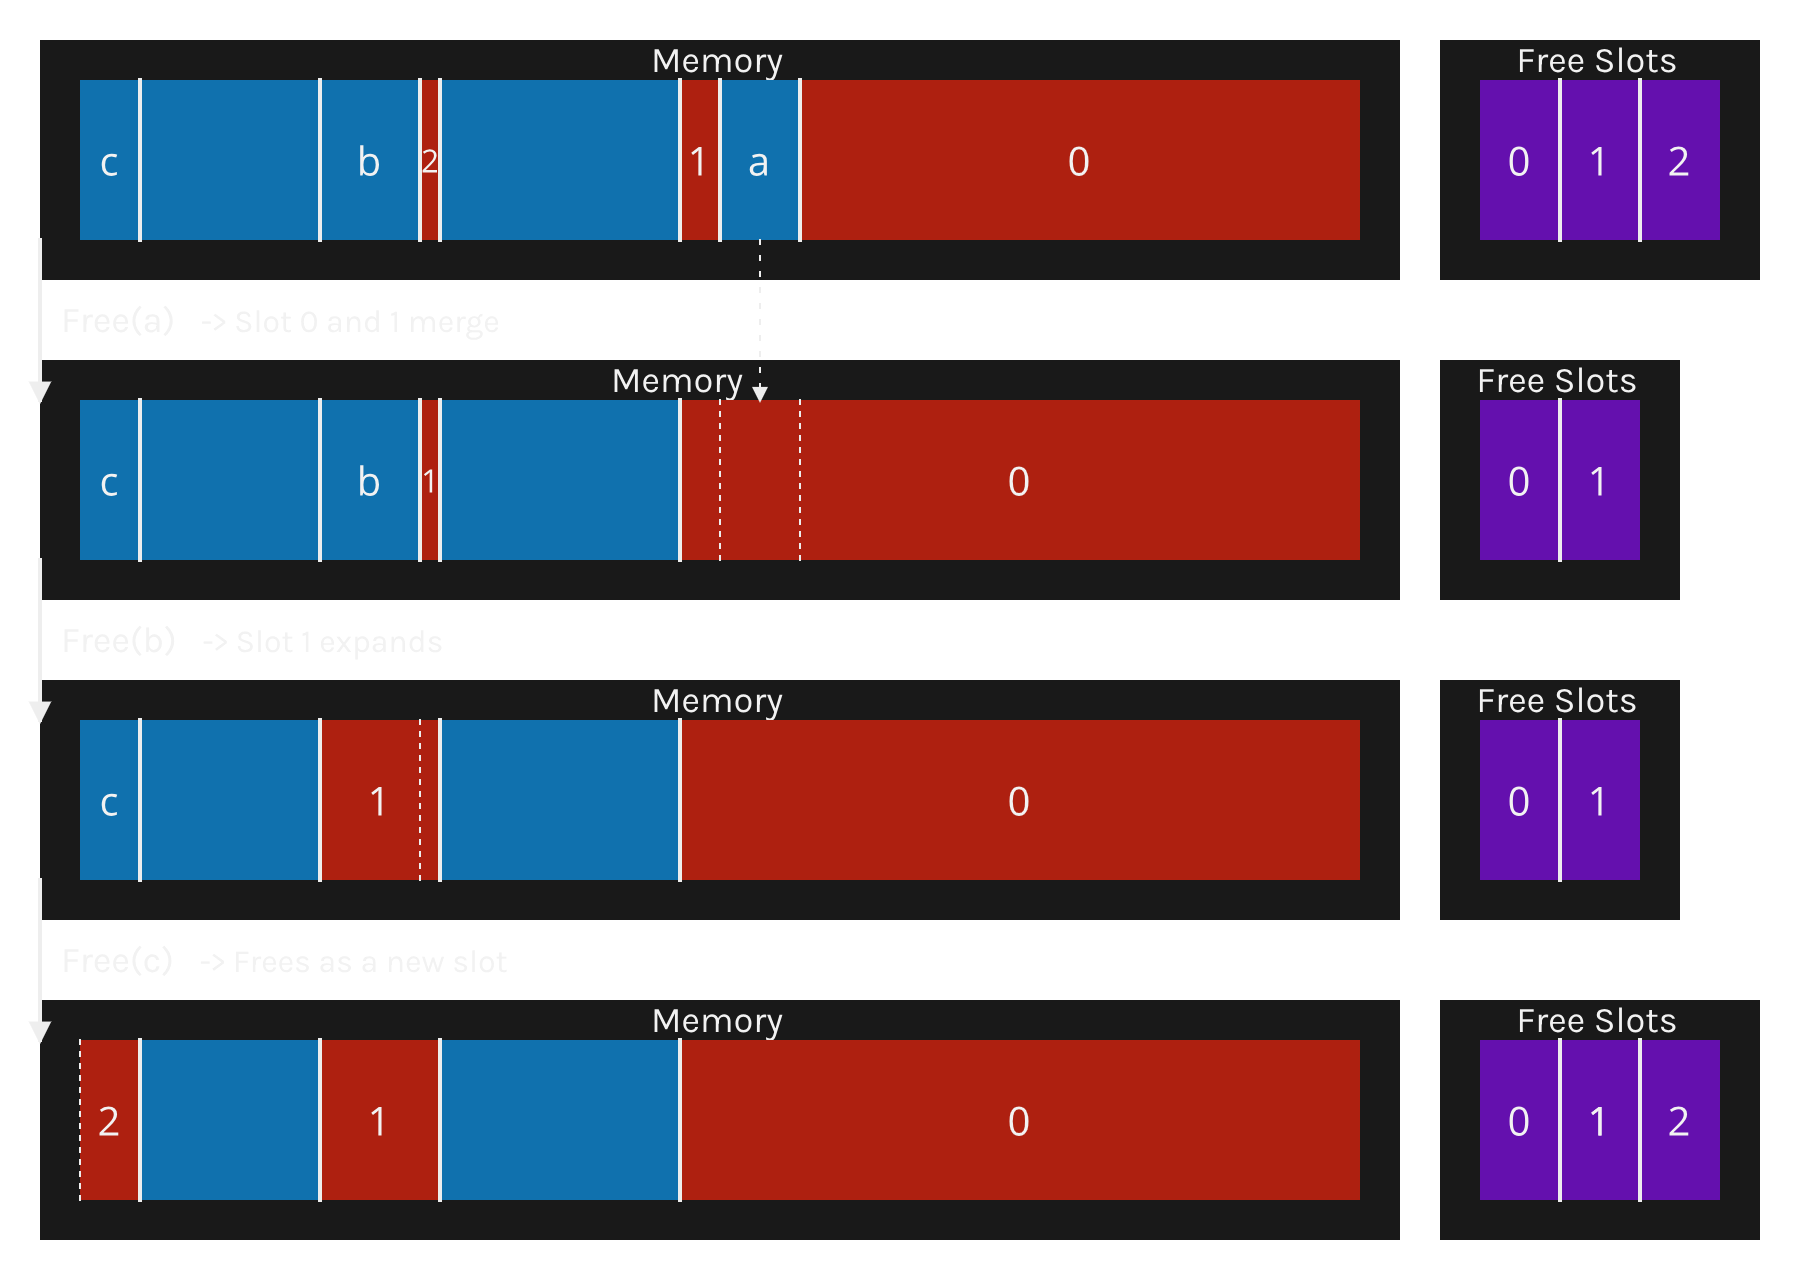 Memory
Free Slots
c b 2 1 a 0
0 1 2
Free(a) -> Slot 0 and 1 merge
Memory
Free Slots
c b 1 0
0 1
Free(b) -> Slot 1 expands
Memory
Free Slots
c 1 0
0 1
Free(c) -> Frees as a new slot
Memory
Free Slots
2 1 0
0 1 2